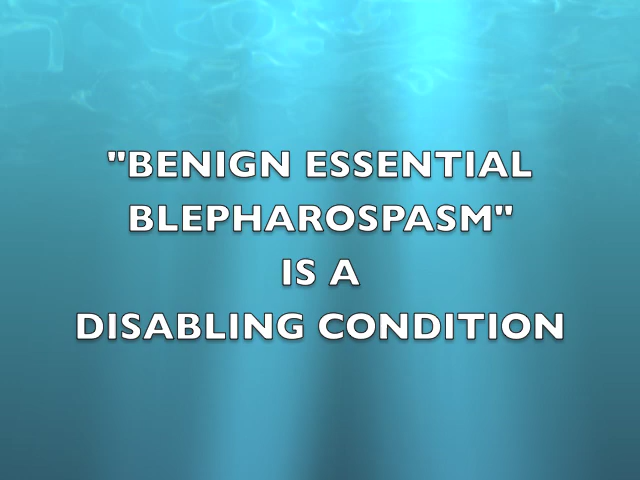 "BENIGN ESSENTIAL
BLEPHAROSPASM"
IS A
DISABLING CONDITION